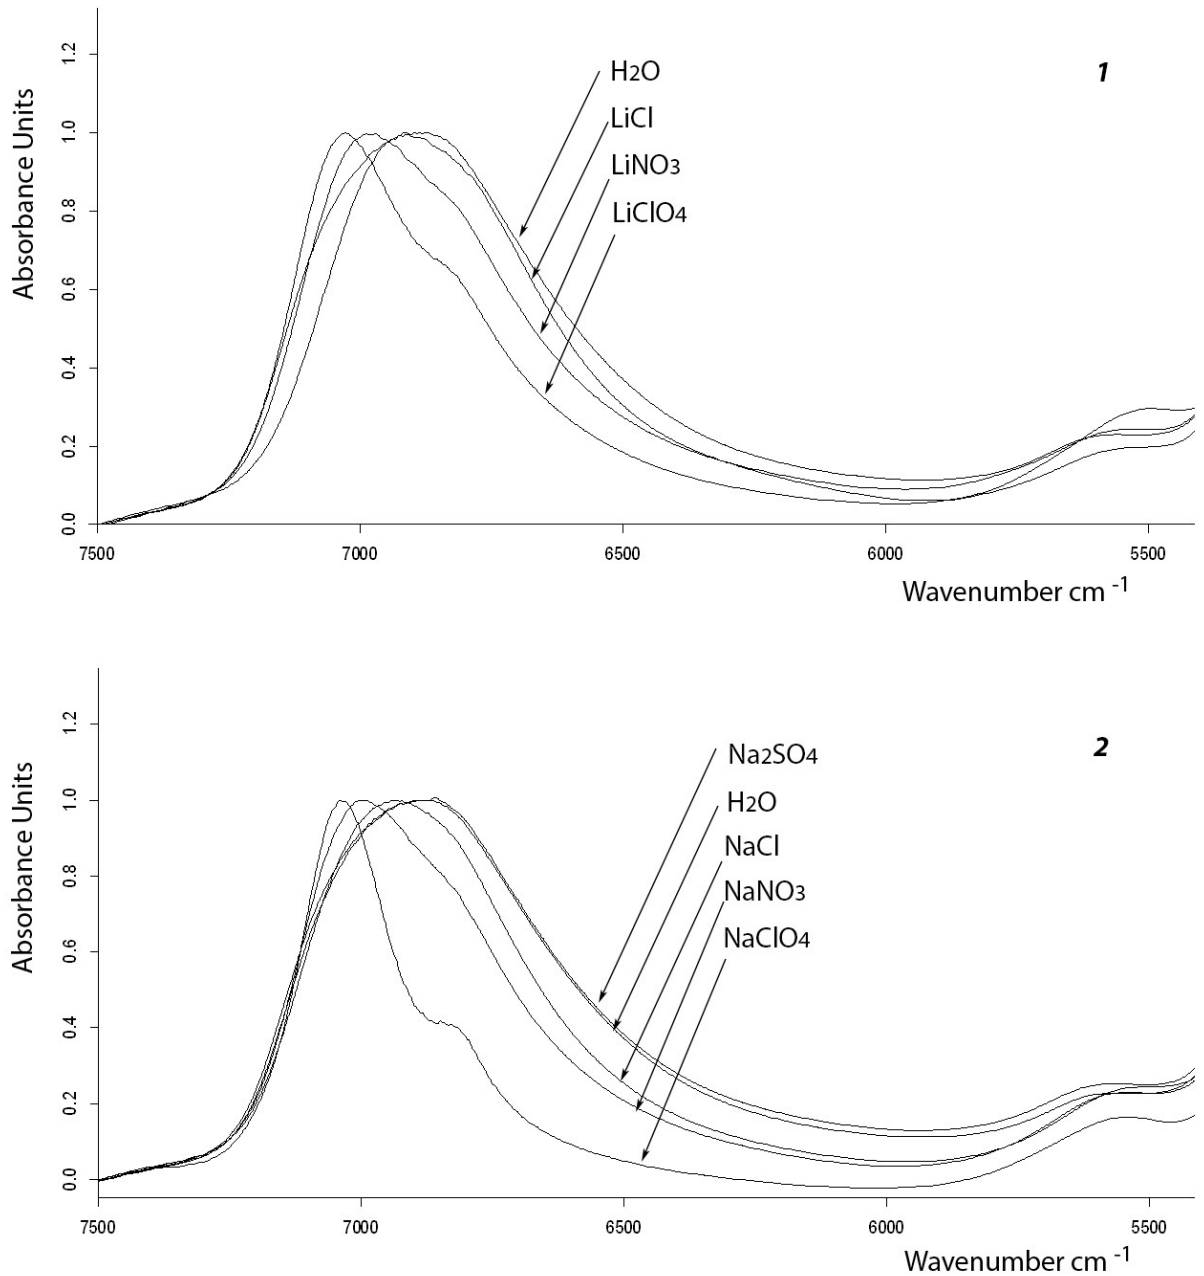 1
H2O
LiCl
LiNO3
LiClO4
Absorbance Units
1.2
1.0
0.8
0.6
0.4
0.2
0.0
7500 7000 6500 6000 5500
Wavenumber cm -1
2
Na2SO4
H2O
NaCl
NaNO3
NaClO4
Absorbance Units
1.2
1.0
0.8
0.6
0.4
0.2
0.0
7500 7000 6500 6000 5500
Wavenumber cm -1